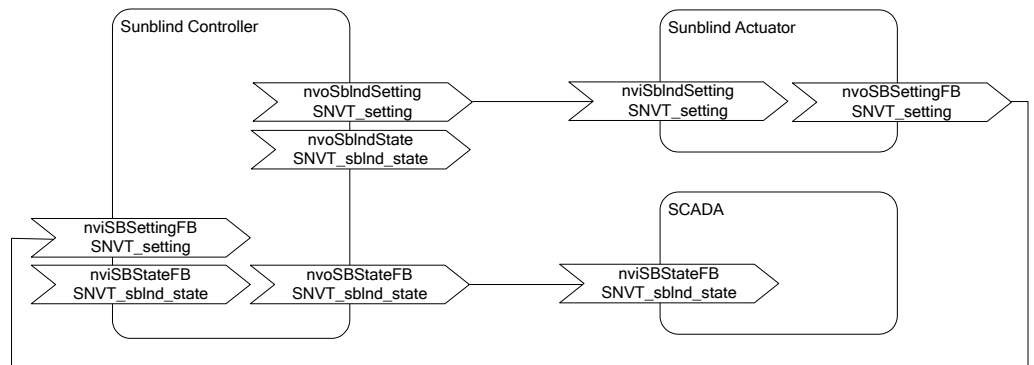 Sunblind Controller
Sunblind Actuator
nvoSblndSetting
SNVT_setting
nviSblndSetting
SNVT_setting
nvoSBSettingFB
SNVT_setting
nvoSblndState
SNVT_sblnd_state
SCADA
nviSBSettingFB
SNVT_setting
nviSBStateFB
SNVT_sblnd_state
nvoSBStateFB
SNVT_sblnd_state
nviSBStateFB
SNVT_sblnd_state